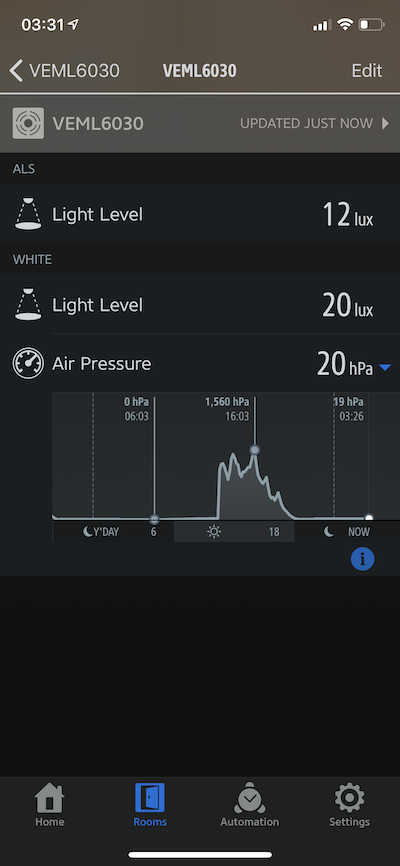 03:31
VEML6030 VEML6030 Edit
VEML6030 UPDATED JUST NOW
ALS
Light Level 12 lux
WHITE
Light Level 20 lux
Air Pressure 20 hPa
0 hPa 1,560 hPa 19 hPa
06:03 16:03 03:26
Y'DAY 6 18 NOW
i
Home Rooms Automation Settings